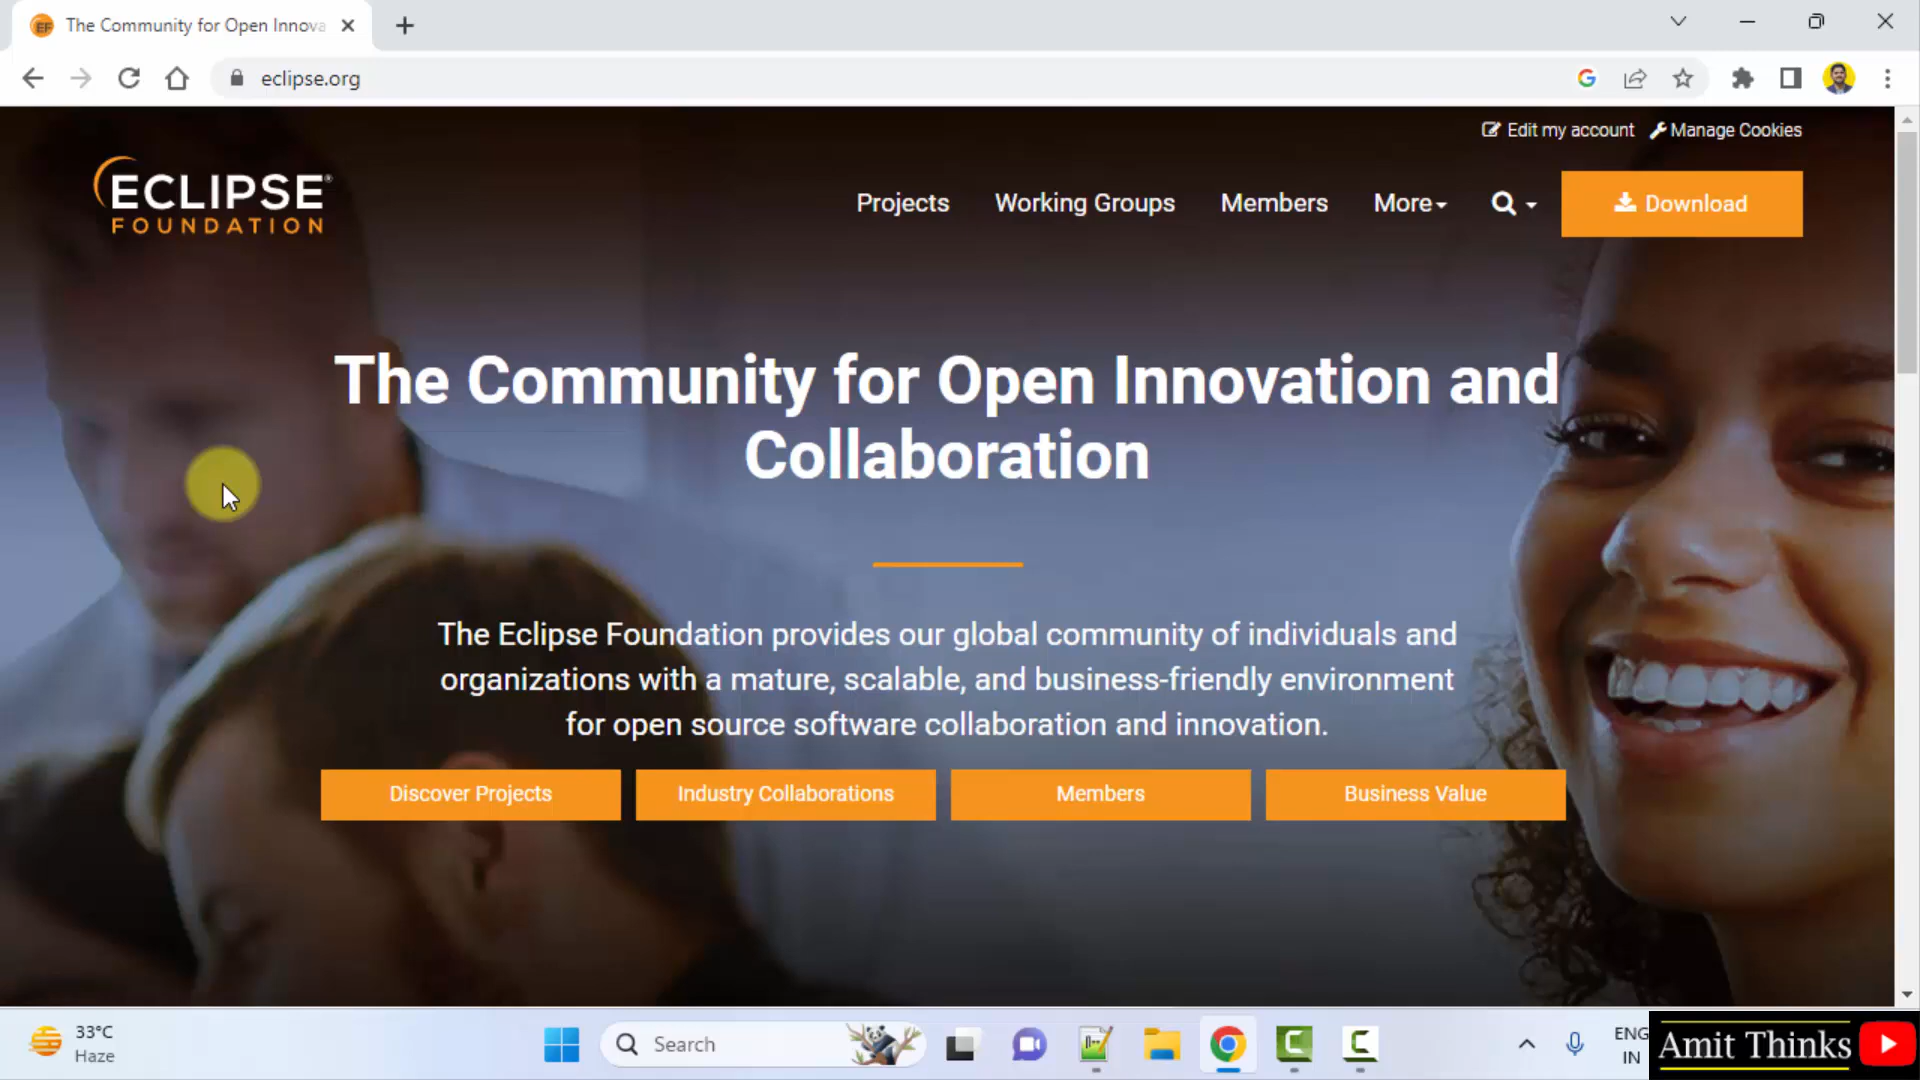 The Community for Open Innova
eclipse.org
Edit my account
Manage Cookies
ECLIPSE®
FOUNDATION
Projects
Working Groups
Members
More
Download
The Community for Open Innovation and
Collaboration
The Eclipse Foundation provides our global community of individuals and
organizations with a mature, scalable, and business-friendly environment
for open source software collaboration and innovation.
Discover Projects
Industry Collaborations
Members
Business Value
33°C
Haze
Search
ENG
IN
Amit Thinks